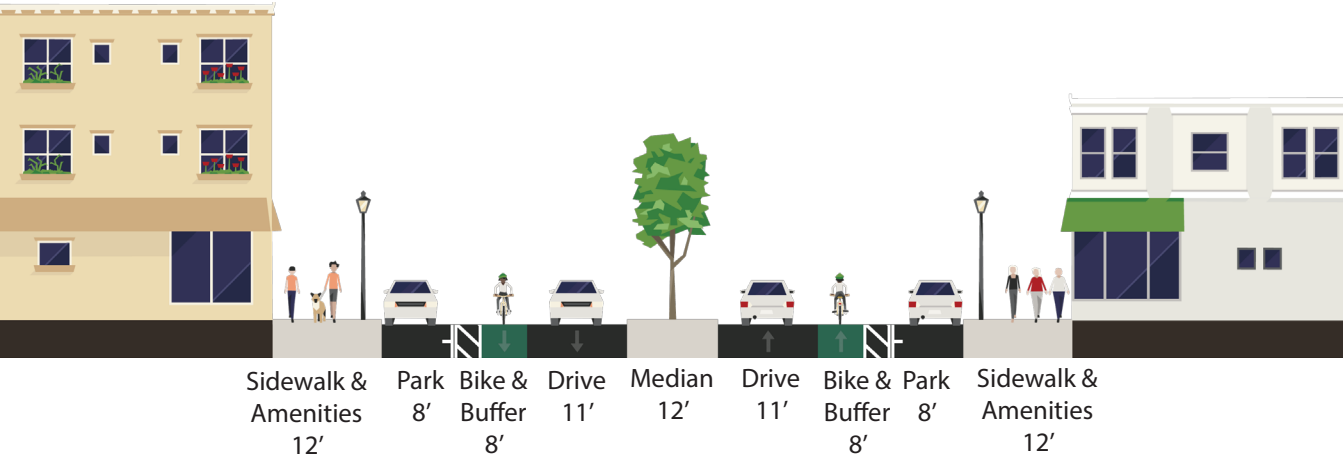 Sidewalk &
Amenities
12’
Park
8’
Bike &
Buffer
8’
Drive
11’
Median
12’
Drive
11’
Bike &
Buffer
8’
Park
8’
Sidewalk &
Amenities
12’